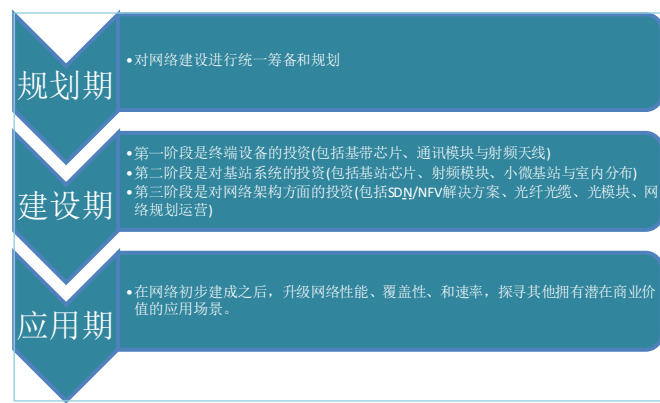 规划期
•对网络建设进行统一筹备和规划
建设期
•第一阶段是终端设备的投资(包括基带芯片、通讯模块与射频天线)
•第二阶段是对基站系统的投资(包括基站芯片、射频模块、小微基站与室内分布)
•第三阶段是对网络架构方面的投资(包括SDN/NFV解决方案、光纤光缆、光模块、网
络规划运营)
应用期
•在网络初步建成之后，升级网络性能、覆盖性、和速率，探寻其他拥有潜在商业价
值的应用场景。